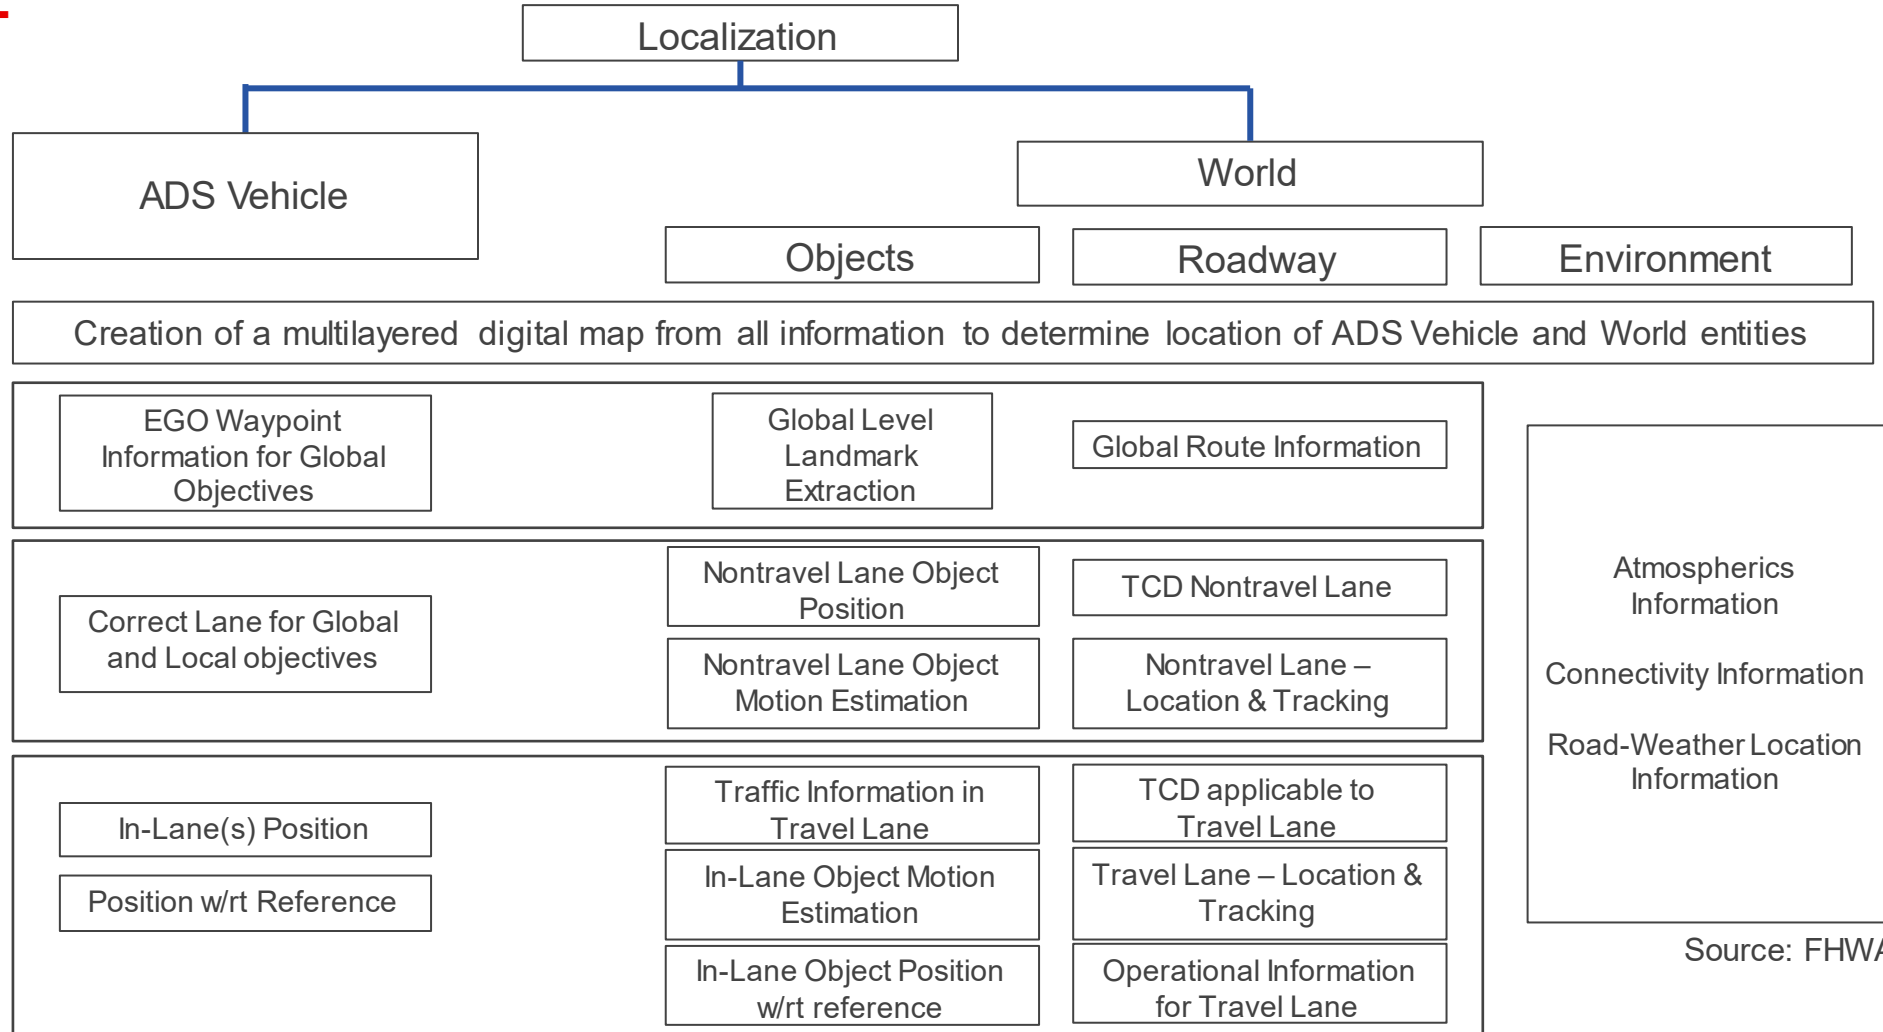 Localization
ADS Vehicle
World
Objects
Roadway
Environment
Creation of a multilayered digital map from all information to determine location of ADS Vehicle and World entities
EGO Waypoint
Information for Global
Objectives
Global Level
Landmark
Extraction
Global Route Information
Correct Lane for Global
and Local objectives
Nontravel Lane Object
Position
TCD Nontravel Lane
Nontravel Lane Object
Motion Estimation
Nontravel Lane –
Location & Tracking
In-Lane(s) Position
Position w/rt Reference
Traffic Information in
Travel Lane
TCD applicable to
Travel Lane
In-Lane Object Motion
Estimation
Travel Lane – Location &
Tracking
In-Lane Object Position
w/rt reference
Operational Information
for Travel Lane
Atmospherics
Information
Connectivity Information
Road-Weather Location
Information
Source: FHWA